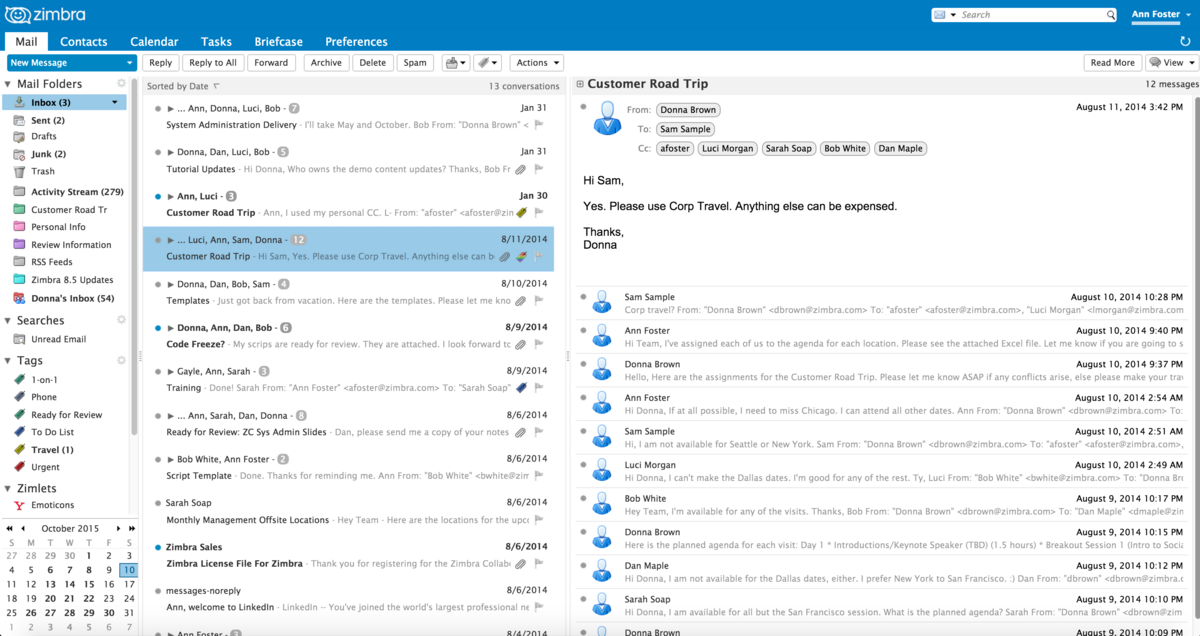 zimbra
Search
Ann Foster
Mail Contacts Calendar Tasks Briefcase Preferences
New Message
Reply Reply to All Forward Archive Delete Spam Actions Read More View
Mail Folders
Inbox (3)
Sent (2)
Drafts
Junk (2)
Trash
Activity Stream (279)
Customer Road Tr
Personal Info
Review Information
RSS Feeds
Zimbra 8.5 Updates
Donna's Inbox (54)
Searches
Unread Email
Tags
1-on-1
Phone
Ready for Review
To Do List
Travel (1)
Urgent
Zimlets
Emoticons
October 2015
S M T W T F S
27 28 29 30 1 2 3
4 5 6 7 8 9 10
11 12 13 14 15 16 17
18 19 20 21 22 23 24
25 26 27 28 29 30 31
1 2 3 4 5 6 7
Sorted by Date 13 conversations
... Ann, Donna, Luci, Bob - 7 Jan 31
System Administration Delivery - I'll take May and October. Bob From: "Donna Brown" <
Donna, Dan, Luci, Bob - 5 Jan 31
Tutorial Updates - Hi Donna, Who owns the demo content updates? Thanks, Bob Fr
Ann, Luci - 3 Jan 30
Customer Road Trip - Ann, I used my personal CC. L- From: "afoster" <afoster@zin
... Luci, Ann, Sam, Donna - 12 8/11/2014
Customer Road Trip - Hi Sam, Yes. Please use Corp Travel. Anything else can b
Donna, Dan, Bob, Sam - 4 8/10/2014
Templates - Just got back from vacation. Here are the templates. Please let me kno
Donna, Ann, Dan, Bob - 6 8/9/2014
Code Freeze? - My scrips are ready for review. They are attached. I look forward tc
Gayle, Ann, Sarah - 3 8/9/2014
Training - Done! Sarah From: "Ann Foster" <afoster@zimbra.com> To: "Sarah Soap"
... Ann, Sarah, Dan, Donna - 8 8/6/2014
Ready for Review: ZC Sys Admin Slides - Dan, please send me a copy of your notes
Bob White, Ann Foster - 2 8/6/2014
Script Template - Done. Thanks for reminding me. Ann From: "Bob White" <bwhite@zim
Sarah Soap 8/6/2014
Monthly Management Offsite Locations - Hey Team - Here are the locations for the upco
Zimbra Sales 8/6/2014
Zimbra License File For Zimbra - Thank you for registering for the Zimbra Collab
messages-noreply 8/6/2014
Ann, welcome to LinkedIn - LinkedIn -- You've joined the world's largest professional ne
Ann Foster - 3 8/4/2014
Customer Road Trip 12 messages
From: Donna Brown August 11, 2014 3:42 PM
To: Sam Sample
Cc: afoster Luci Morgan Sarah Soap Bob White Dan Maple
Hi Sam,
Yes. Please use Corp Travel. Anything else can be expensed.
Thanks,
Donna
Sam Sample August 10, 2014 10:28 PM
Corp travel? From: "Donna Brown" <dbrown@zimbra.com> To: "afoster" <afoster@zimbra.com>, "Luci Morgan" <lmorgan@zimbra.com
Ann Foster August 10, 2014 9:40 PM
Hi Team, I've assigned each of us to the agenda for each location. Please see the attached Excel file. Let me know if you are going to s
Donna Brown August 10, 2014 9:37 PM
Hello, Here are the assignments for the Customer Road Trip. Please let me know ASAP if any conflicts arise, else please make your trav
Ann Foster August 10, 2014 2:54 AM
Hi Donna, If at all possible, I need to miss Chicago. I can attend all other dates. Ann From: "Donna Brown" <dbrown@zimbra.com> To:
Sam Sample August 10, 2014 2:51 AM
Hi, I am not available for Seattle or New York. Sam From: "Donna Brown" <dbrown@zimbra.com> To: "afoster" <afoster@zimbra.com>,
Luci Morgan August 10, 2014 2:49 AM
Hi Donna, I can't make the Dallas dates. I'm good for any of the rest. Ty, Luci From: "Bob White" <bwhite@zimbra.com> To: "Donna Br
Bob White August 9, 2014 10:17 PM
Hey Team, I'm available for any of the visits. Thanks, Bob From: "Donna Brown" <dbrown@zimbra.com> To: "Dan Maple" <dmaple@zin
Donna Brown August 9, 2014 10:15 PM
Here is the planned agenda for each visit: Day 1 * Introductions/Keynote Speaker (TBD) (1.5 hours) * Breakout Session 1 (Intro to Socia
Dan Maple August 9, 2014 10:12 PM
Hi Donna, I am not available for the Dallas dates, either. I prefer New York to San Francisco. :) Dan From: "dbrown" <dbrown@zimbra.c
Sarah Soap August 9, 2014 10:10 PM
Hi Donna, I am available for all but the San Francisco session. What is the planned agenda? Sarah From: "Donna Brown" <dbrown@zim
Donna Brown August 9, 2014 10:09 PM